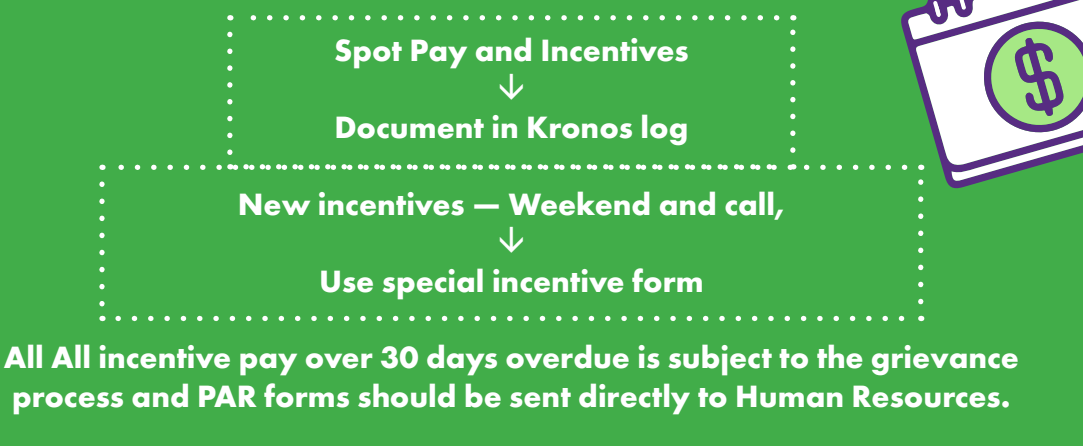 Spot Pay and Incentives
↓
Document in Kronos log
New incentives — Weekend and call,
↓
Use special incentive form
All All incentive pay over 30 days overdue is subject to the grievance
process and PAR forms should be sent directly to Human Resources.
$